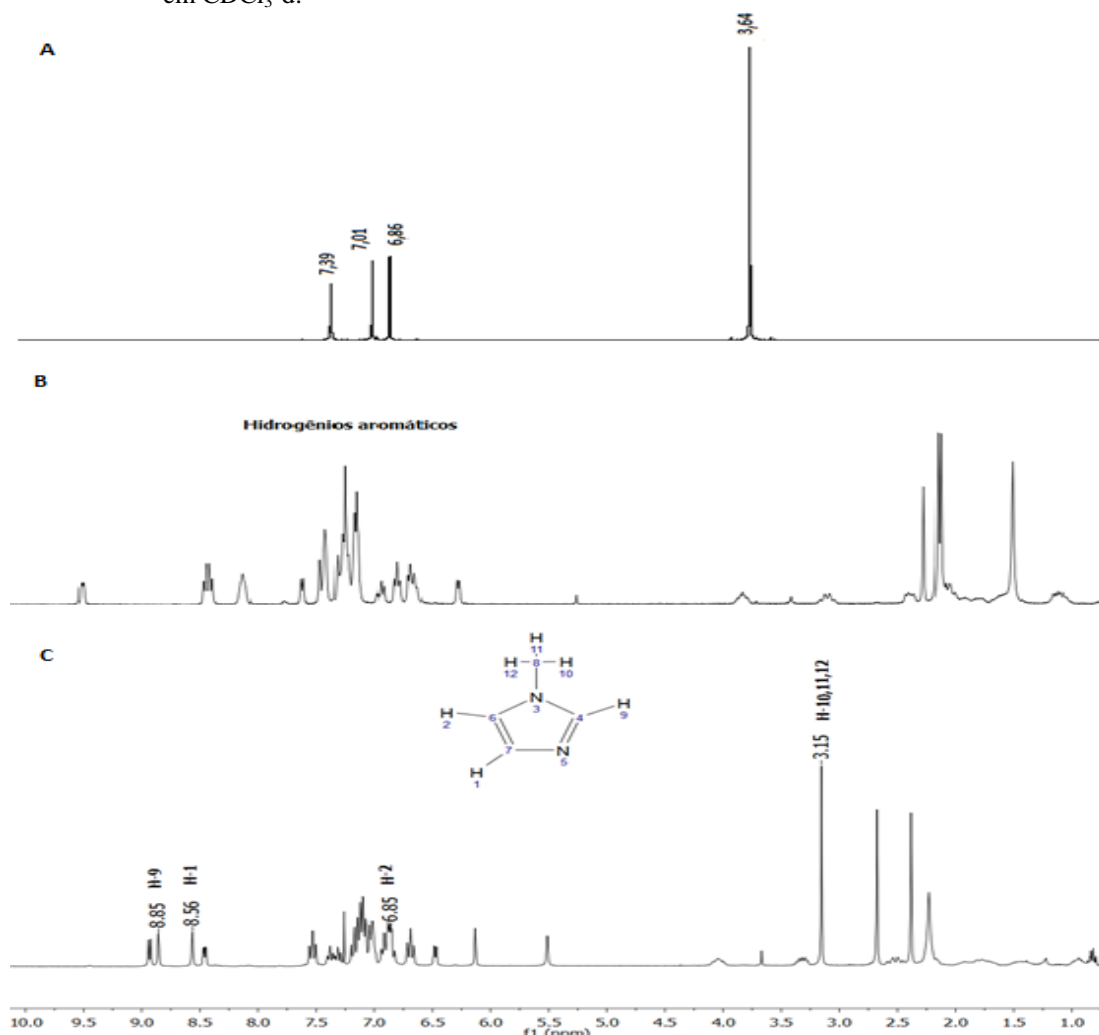 em CDCl3-d.
A
7,39
7,01
6,86
3,64
B
Hidrogênios aromáticos
C
8.85 H-9
8.56 H-1
6.85 H-2
3.15 H-10,11,12
H
11
H 12 C 8 H 10
N
3
H
2
6
4
H
9
7
N
5
H
1
10.0 9.5 9.0 8.5 8.0 7.5 7.0 6.5 6.0 5.5 5.0 4.5 4.0 3.5 3.0 2.5 2.0 1.5 1.0
f1 (ppm)